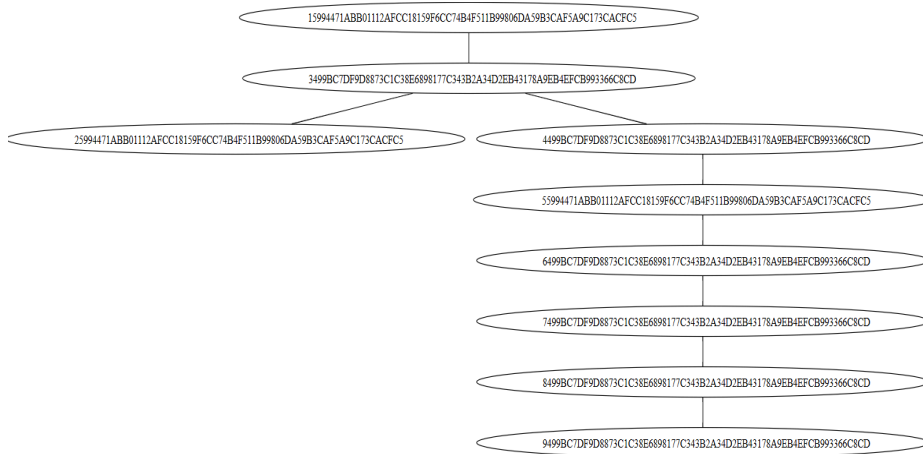 15994471ABB01112AFCC18159F6CC74B4F511B99806DA59B3CAF5A9C173CACFC5
3499BC7DF9D8873C1C38E6898177C343B2A34D2EB43178A9EB4EFCB993366C8CD
25994471ABB01112AFCC18159F6CC74B4F511B99806DA59B3CAF5A9C173CACFC5
4499BC7DF9D8873C1C38E6898177C343B2A34D2EB43178A9EB4EFCB993366C8CD
55994471ABB01112AFCC18159F6CC74B4F511B99806DA59B3CAF5A9C173CACFC5
6499BC7DF9D8873C1C38E6898177C343B2A34D2EB43178A9EB4EFCB993366C8CD
7499BC7DF9D8873C1C38E6898177C343B2A34D2EB43178A9EB4EFCB993366C8CD
8499BC7DF9D8873C1C38E6898177C343B2A34D2EB43178A9EB4EFCB993366C8CD
9499BC7DF9D8873C1C38E6898177C343B2A34D2EB43178A9EB4EFCB993366C8CD